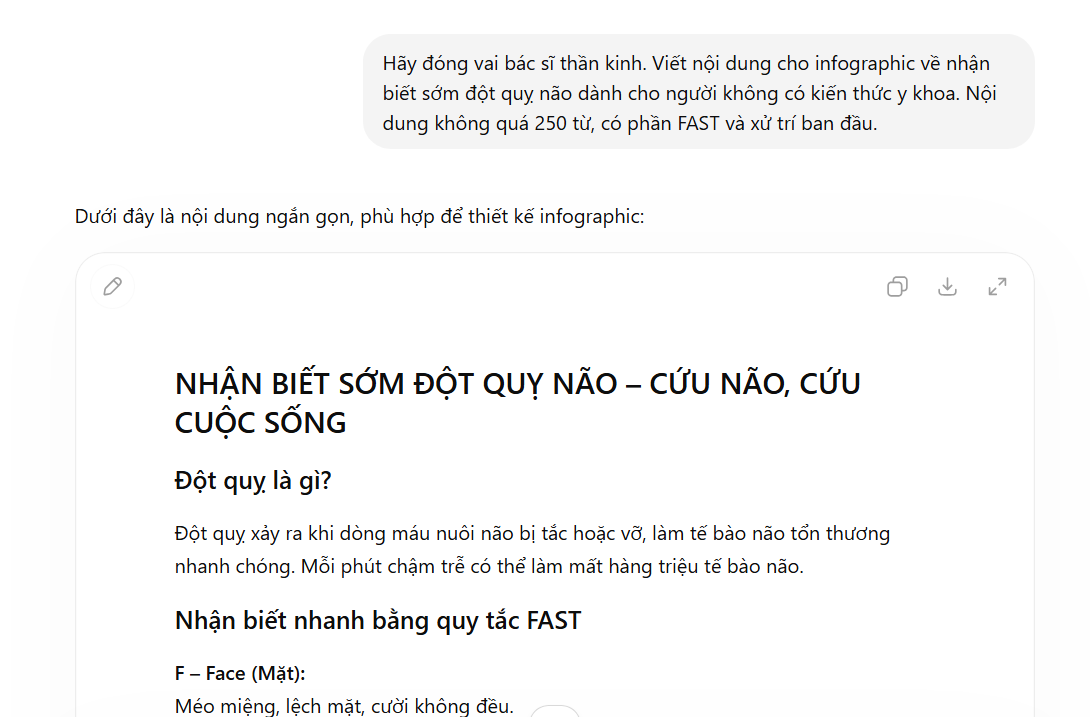 Hãy đóng vai bác sĩ thần kinh. Viết nội dung cho infographic về nhận
biết sớm đột quỵ não dành cho người không có kiến thức y khoa. Nội
dung không quá 250 từ, có phần FAST và xử trí ban đầu.
Dưới đây là nội dung ngắn gọn, phù hợp để thiết kế infographic:
NHẬN BIẾT SỚM ĐỘT QUỴ NÃO – CỨU NÃO, CỨU
CUỘC SỐNG
Đột quỵ là gì?
Đột quỵ xảy ra khi dòng máu nuôi não bị tắc hoặc vỡ, làm tế bào não tổn thương
nhanh chóng. Mỗi phút chậm trễ có thể làm mất hàng triệu tế bào não.
Nhận biết nhanh bằng quy tắc FAST
F – Face (Mặt):
Méo miệng, lệch mặt, cười không đều.